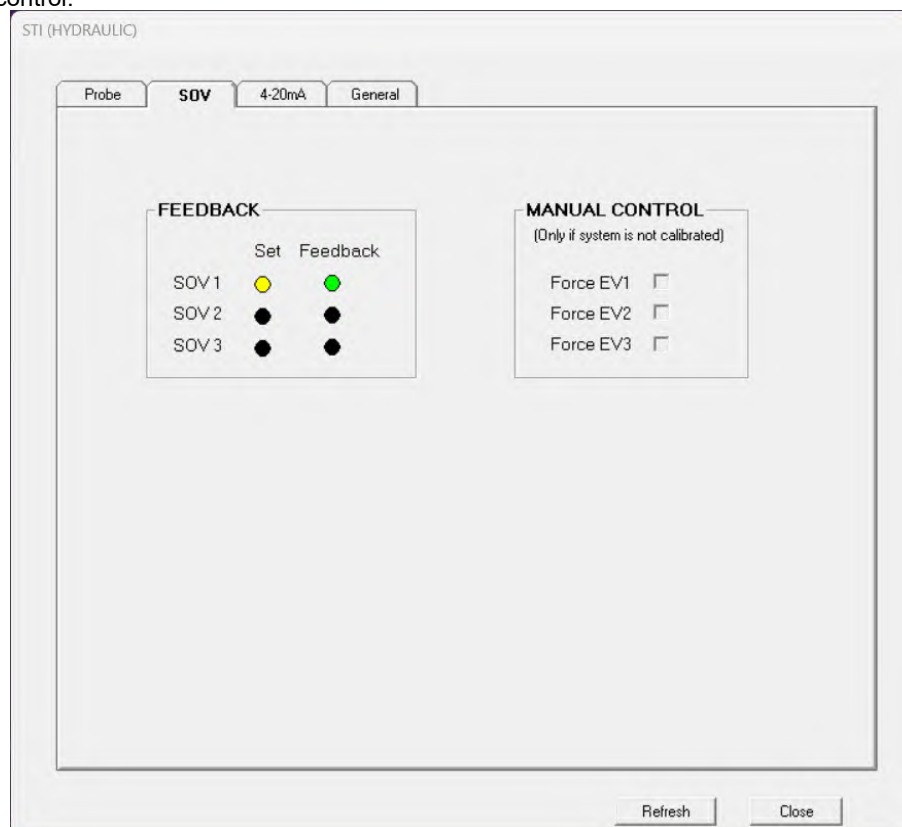 control.
STI (HYDRAULIC)
Probe SOV 4-20mA General
FEEDBACK
Set Feedback
SOV 1
SOV 2
SOV 3
MANUAL CONTROL
(Only if system is not calibrated)
Force EV1
Force EV2
Force EV3
Refresh Close